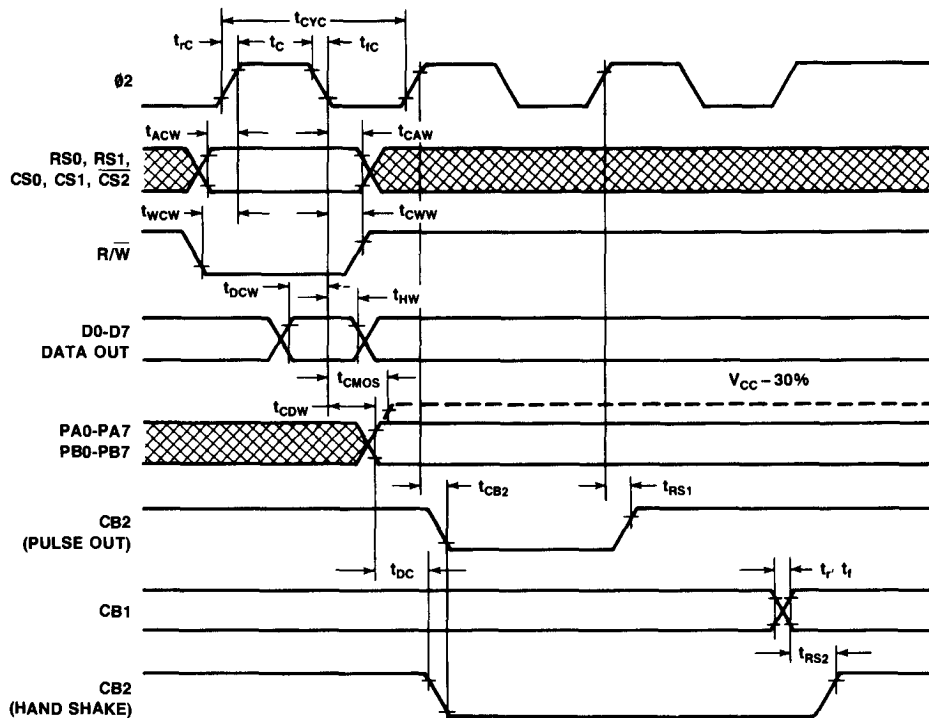 tCYC
trC tC tfC
Ø2
tACW tCAW
RS0, RS1,
CS0, CS1, C̅S̅2̅
tWCW tCWW
R/W̅
tDCW tHW
D0-D7
DATA OUT
tCMOS
VCC – 30%
tCDW
PA0-PA7
PB0-PB7
tCB2 tRS1
CB2
(PULSE OUT)
tDC
tr, tf
CB1
tRS2
CB2
(HAND SHAKE)